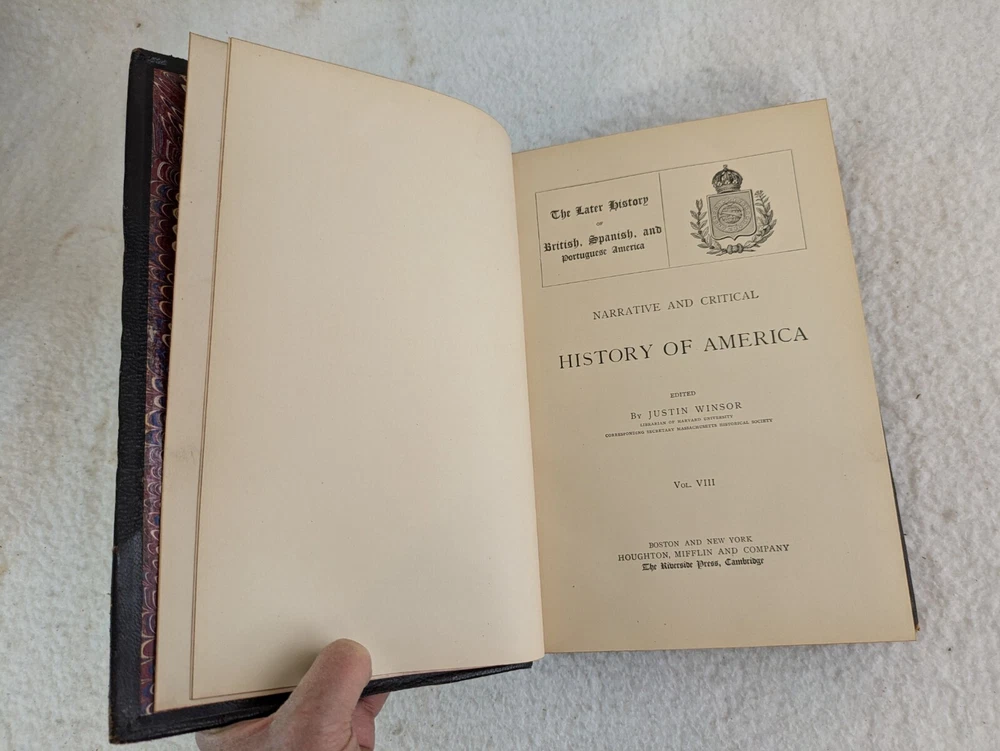 The Later History
OF
British, Spanish, and
Portuguese America
NARRATIVE AND CRITICAL
HISTORY OF AMERICA
EDITED
BY JUSTIN WINSOR
LIBRARIAN OF HARVARD UNIVERSITY
CORRESPONDING SECRETARY MASSACHUSETTS HISTORICAL SOCIETY
VOL. VIII
BOSTON AND NEW YORK
HOUGHTON, MIFFLIN AND COMPANY
The Riverside Press, Cambridge